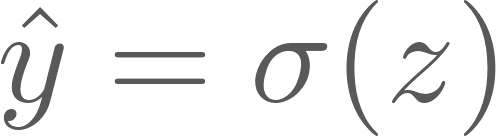 ŷ = σ(z)